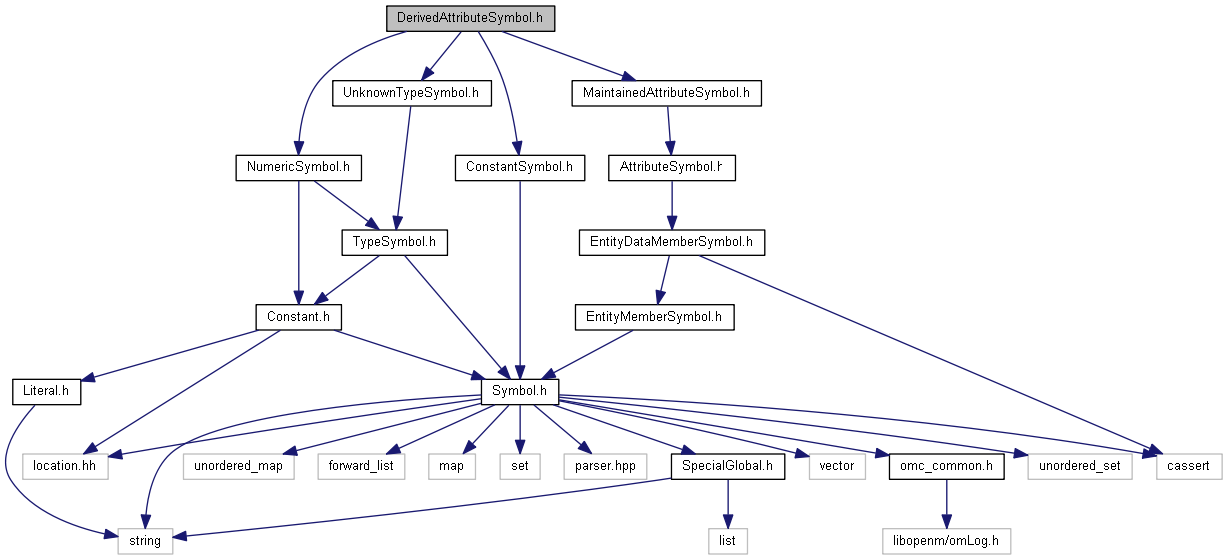 DerivedAttributeSymbol.h
UnknownTypeSymbol.h
MaintainedAttributeSymbol.h
NumericSymbol.h
ConstantSymbol.h
AttributeSymbol.h
TypeSymbol.h
EntityDataMemberSymbol.h
Constant.h
EntityMemberSymbol.h
Literal.h
Symbol.h
location.hh
unordered_map
forward_list
map
set
parser.hpp
SpecialGlobal.h
vector
omc_common.h
unordered_set
cassert
string
list
libopenm/omLog.h